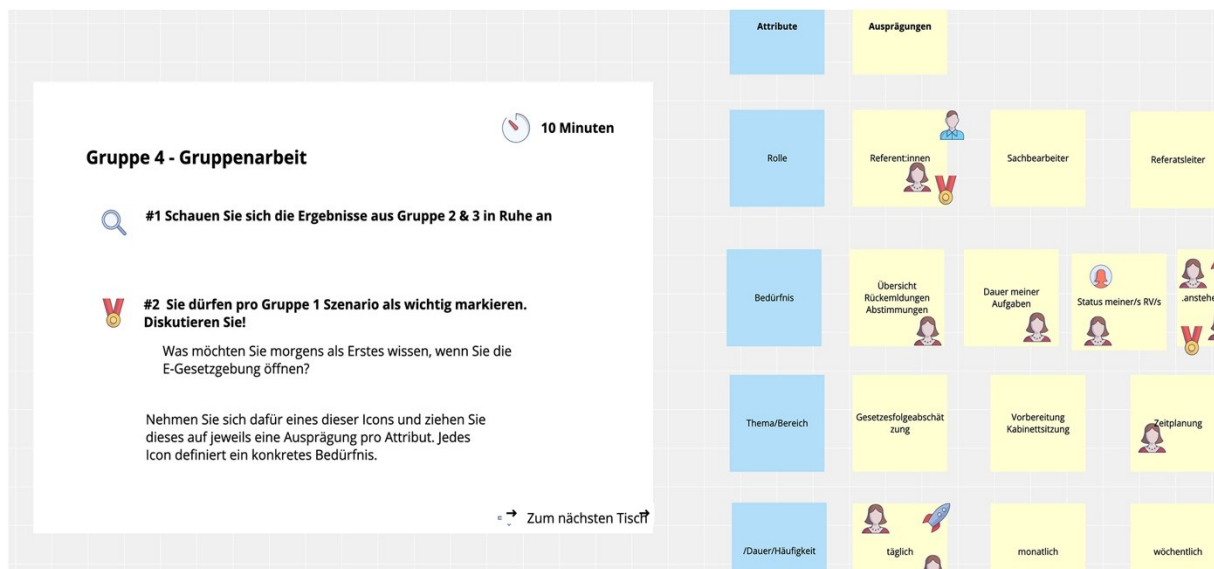 10 Minuten
Gruppe 4 - Gruppenarbeit
#1 Schauen Sie sich die Ergebnisse aus Gruppe 2 & 3 in Ruhe an
#2 Sie dürfen pro Gruppe 1 Szenario als wichtig markieren.
Diskutieren Sie!
Was möchten Sie morgens als Erstes wissen, wenn Sie die
E-Gesetzgebung öffnen?
Nehmen Sie sich dafür eines dieser Icons und ziehen Sie
dieses auf jeweils eine Ausprägung pro Attribut. Jedes
Icon definiert ein konkretes Bedürfnis.
Zum nächsten Tisch
Attribute
Ausprägungen
Rolle
Referent:innen
Sachbearbeiter
Referatsleiter
Bedürfnis
Übersicht
Rückemldungen
Abstimmungen
Dauer meiner
Aufgaben
Status meiner/s RV/s
.anstehe
Thema/Bereich
Gesetzesfolgeabschät
zung
Vorbereitung
Kabinettsitzung
Zeitplanung
/Dauer/Häufigkeit
täglich
monatlich
wöchentlich